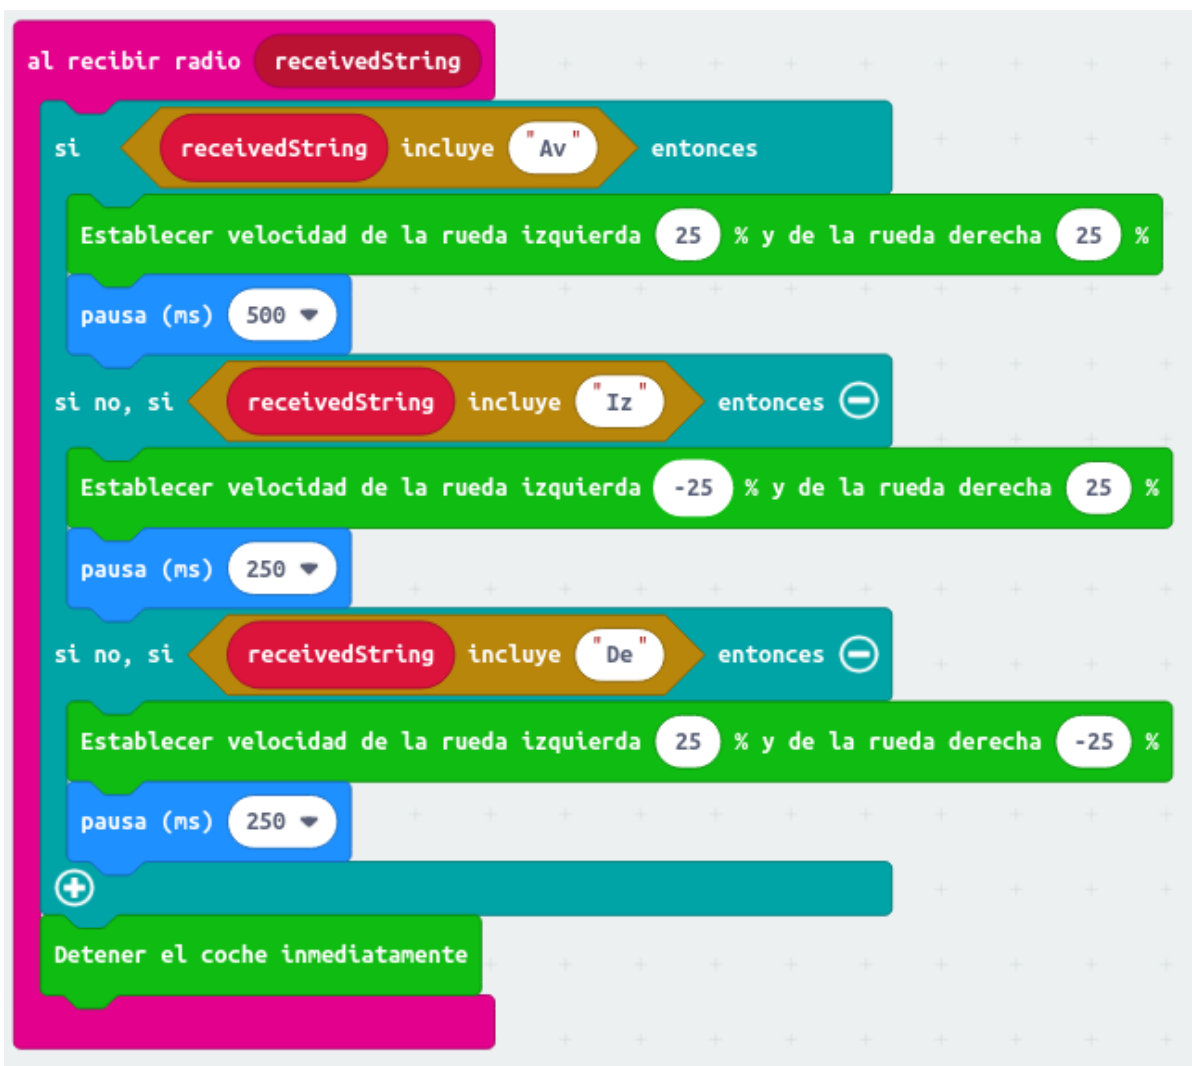 al recibir radio receivedString
si receivedString incluye "Av" entonces
Establecer velocidad de la rueda izquierda 25 % y de la rueda derecha 25 %
pausa (ms) 500
si no, si receivedString incluye "Iz" entonces
Establecer velocidad de la rueda izquierda -25 % y de la rueda derecha 25 %
pausa (ms) 250
si no, si receivedString incluye "De" entonces
Establecer velocidad de la rueda izquierda 25 % y de la rueda derecha -25 %
pausa (ms) 250
Detener el coche inmediatamente